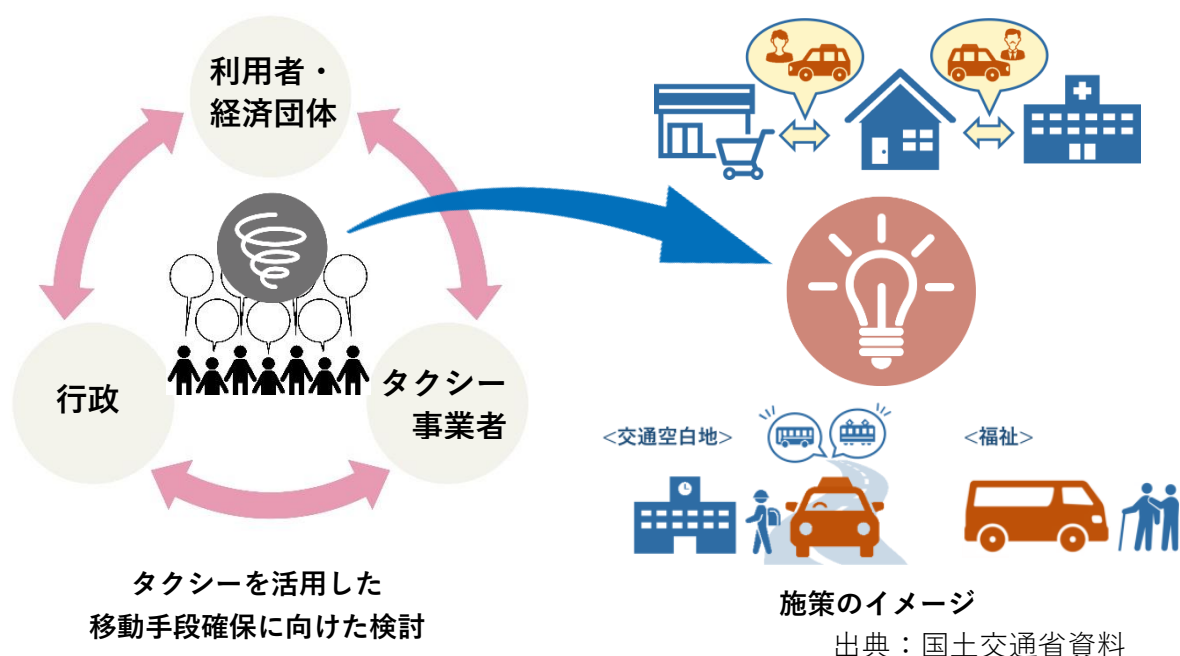 利用者・
経済団体
行政
タクシー
事業者
タクシーを活用した
移動手段確保に向けた検討
<交通空白地>
<福祉>
施策のイメージ
出典：国土交通省資料